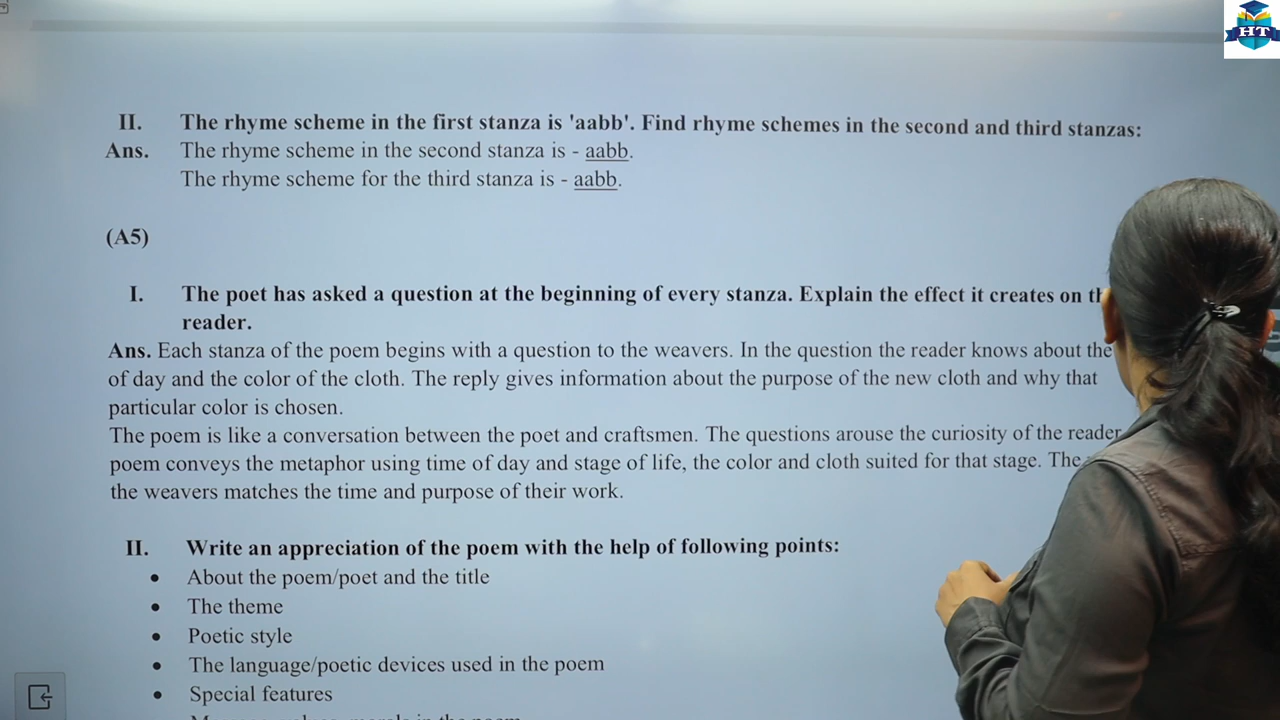 HT
II. The rhyme scheme in the first stanza is 'aabb'. Find rhyme schemes in the second and third stanzas:
Ans. The rhyme scheme in the second stanza is - aabb.
The rhyme scheme for the third stanza is - aabb.
(A5)
I. The poet has asked a question at the beginning of every stanza. Explain the effect it creates on
reader.
Ans. Each stanza of the poem begins with a question to the weavers. In the question the reader knows about the
of day and the color of the cloth. The reply gives information about the purpose of the new cloth and why that
particular color is chosen.
The poem is like a conversation between the poet and craftsmen. The questions arouse the curiosity of the reader
poem conveys the metaphor using time of day and stage of life, the color and cloth suited for that stage. The
the weavers matches the time and purpose of their work.
II. Write an appreciation of the poem with the help of following points:
• About the poem/poet and the title
• The theme
• Poetic style
• The language/poetic devices used in the poem
• Special features